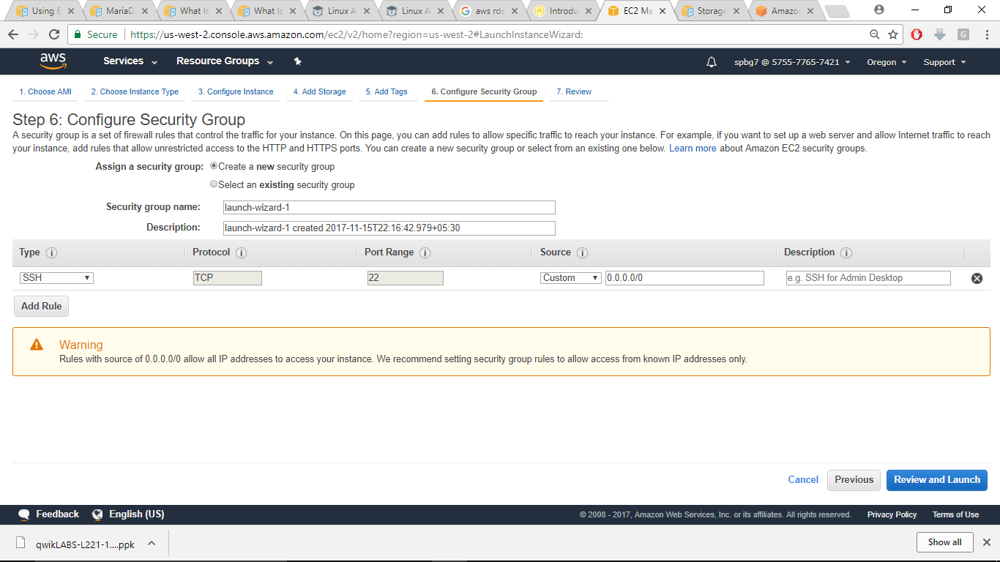 Using E
MariaD
What Is
What Is
Linux A
Linux A
aws rds
Introdu
EC2 Ma
Storage
Amazon
Secure
https://us-west-2.console.aws.amazon.com/ec2/v2/home?region=us-west-2#LaunchInstanceWizard:
aws Services Resource Groups spbg7 @ 5755-7765-7421 Oregon Support
1. Choose AMI 2. Choose Instance Type 3. Configure Instance 4. Add Storage 5. Add Tags 6. Configure Security Group 7. Review
Step 6: Configure Security Group
A security group is a set of firewall rules that control the traffic for your instance. On this page, you can add rules to allow specific traffic to reach your instance. For example, if you want to set up a web server and allow Internet traffic to reach
your instance, add rules that allow unrestricted access to the HTTP and HTTPS ports. You can create a new security group or select from an existing one below. Learn more about Amazon EC2 security groups.
Assign a security group: Create a new security group
Select an existing security group
Security group name: launch-wizard-1
Description: launch-wizard-1 created 2017-11-15T22:16:42.979+05:30
Type i Protocol i Port Range i Source i Description i
SSH TCP 22 Custom 0.0.0.0/0 e.g. SSH for Admin Desktop
Add Rule
Warning
Rules with source of 0.0.0.0/0 allow all IP addresses to access your instance. We recommend setting security group rules to allow access from known IP addresses only.
Cancel Previous Review and Launch
Feedback English (US) © 2008 - 2017, Amazon Web Services, Inc. or its affiliates. All rights reserved. Privacy Policy Terms of Use
qwikLABS-L221-1....ppk Show all